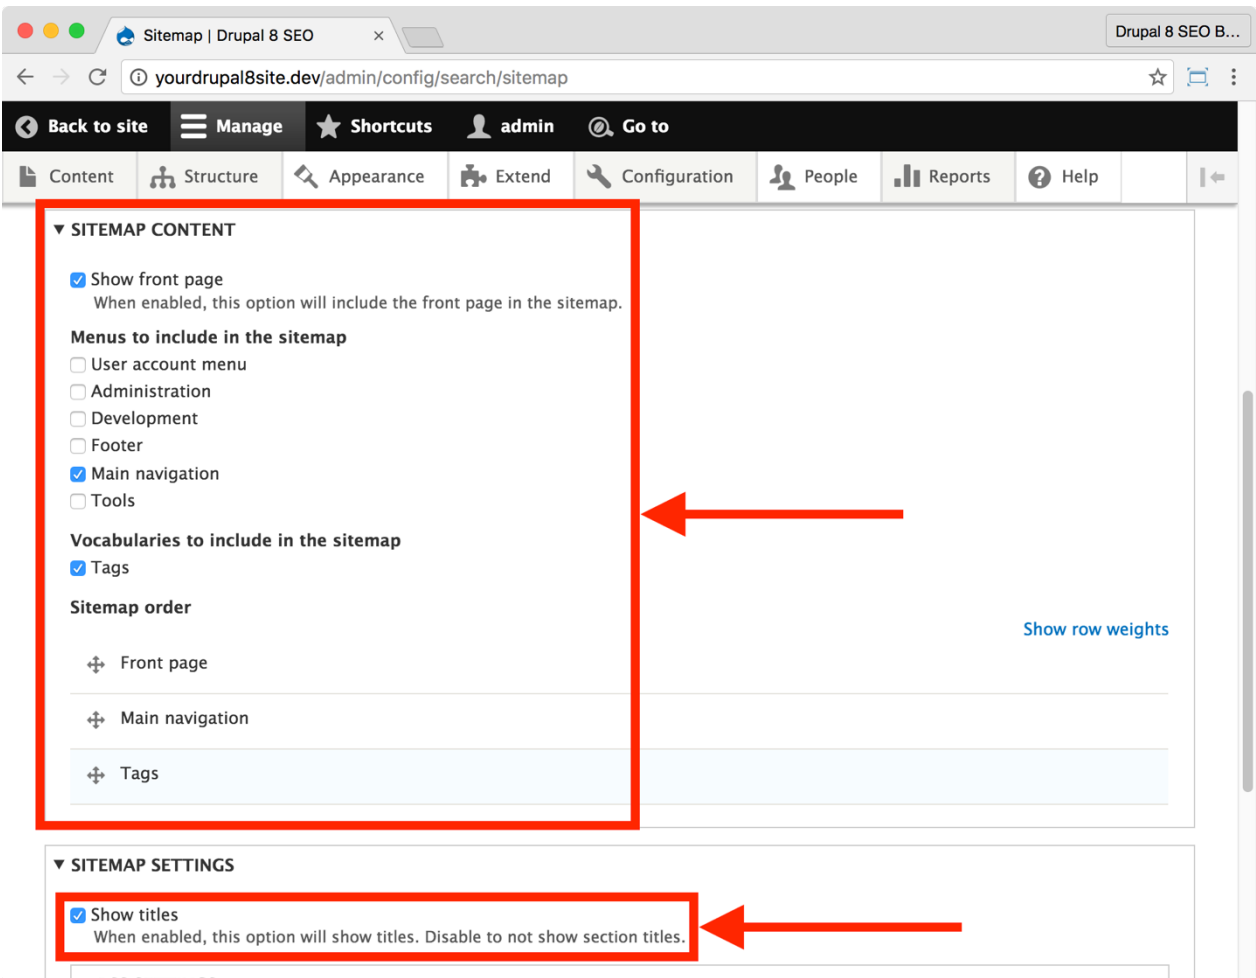 Sitemap | Drupal 8 SEO
Drupal 8 SEO B...
yourdrupal8site.dev/admin/config/search/sitemap
Back to site Manage Shortcuts admin Go to
Content Structure Appearance Extend Configuration People Reports Help
SITEMAP CONTENT
Show front page
When enabled, this option will include the front page in the sitemap.
Menus to include in the sitemap
User account menu
Administration
Development
Footer
Main navigation
Tools
Vocabularies to include in the sitemap
Tags
Sitemap order
Show row weights
Front page
Main navigation
Tags
SITEMAP SETTINGS
Show titles
When enabled, this option will show titles. Disable to not show section titles.